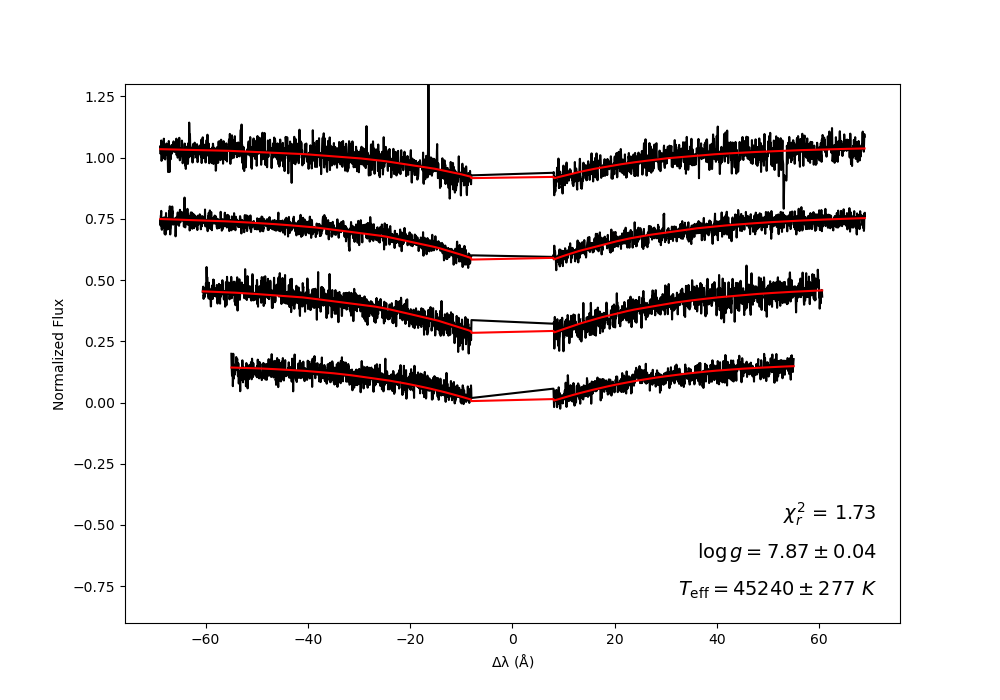 1.25
1.00
0.75
0.50
0.25
0.00
−0.25
−0.50
−0.75
Normalized Flux
χ²ᵣ = 1.73
log g = 7.87 ± 0.04
T_eff = 45240 ± 277 K
−60 −40 −20 0 20 40 60
Δλ (Å)